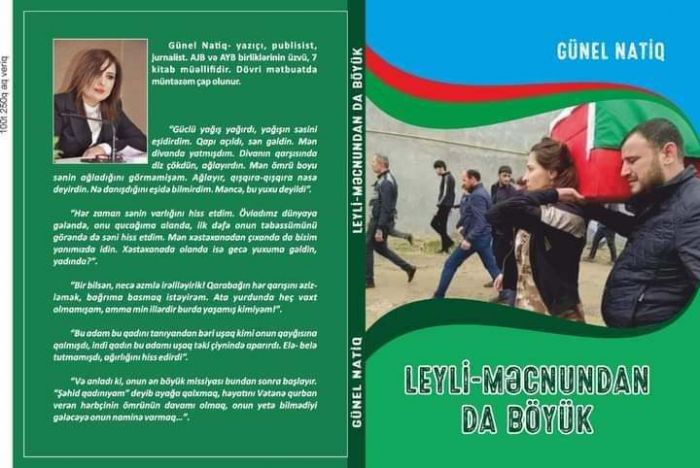 100t 250q aq veriq
Günel Natiq- yazıçı, publisist,
jurnalist. AJB və AYB birliklərinin üzvü, 7
kitab müəllifidir. Dövri mətbuatda
müntəzəm çap olunur.
"Güclü yağış yağırdı, yağışın səsini
eşidirdim. Qapı açıldı, sən gəldin. Mən
divanda yatmışdım. Divanın qarşısında
diz çökdün, ağlayırdın. Mən ömrü boyu
sənin ağladığını görməmişəm. Ağlayır, qışqıra-qışqıra nəsə
deyirdin. Nə danışdığını eşidə bilmirdim. Məncə, bu yuxu deyildi".
"Hər zaman sənin varlığını hiss etdim. Övladımız dünyaya
gələndə, onu qucağıma alanda, ilk dəfə onun təbəssümünü
görəndə də səni hiss etdim. Mən xəstəxanadan çıxanda da bizim
yanımızda idin. Xəstəxanada olanda isə gecə yuxuma gəldin,
yadında?".
"Bir bilsən, necə əzmlə irəlləyirik! Qarabağın hər qarışını əziz-
ləmək, bağrıma basmaq istəyirəm. Ata yurdunda heç vaxt
olmamışam, amma min illərdir burda yaşamış kimiyəm!".
"Bu adam bu qadını tanıyandan bəri uşaq kimi onun qayğısına
qalmışdı, indi qadın bu adamı uşaq təki çiynində aparırdı. Elə- belə
tutmamışdı, ağırlığını hiss edirdi".
"Və anladı ki, onun ən böyük missiyası bundan sonra başlayır.
"Şəhid qadınıyam" deyib ayağa qalxmaq, həyatını Vətənə qurban
verən hərbçinin ömrünün davamı olmaq, onun yetə bilmədiyi
gələcəyə onun naminə varmaq...".
LEYLİ-MƏCNUNDAN DA BÖYÜK
GÜNEL NATİQ
GÜNEL NATİQ
LEYLİ-MƏCNUNDAN
DA BÖYÜK